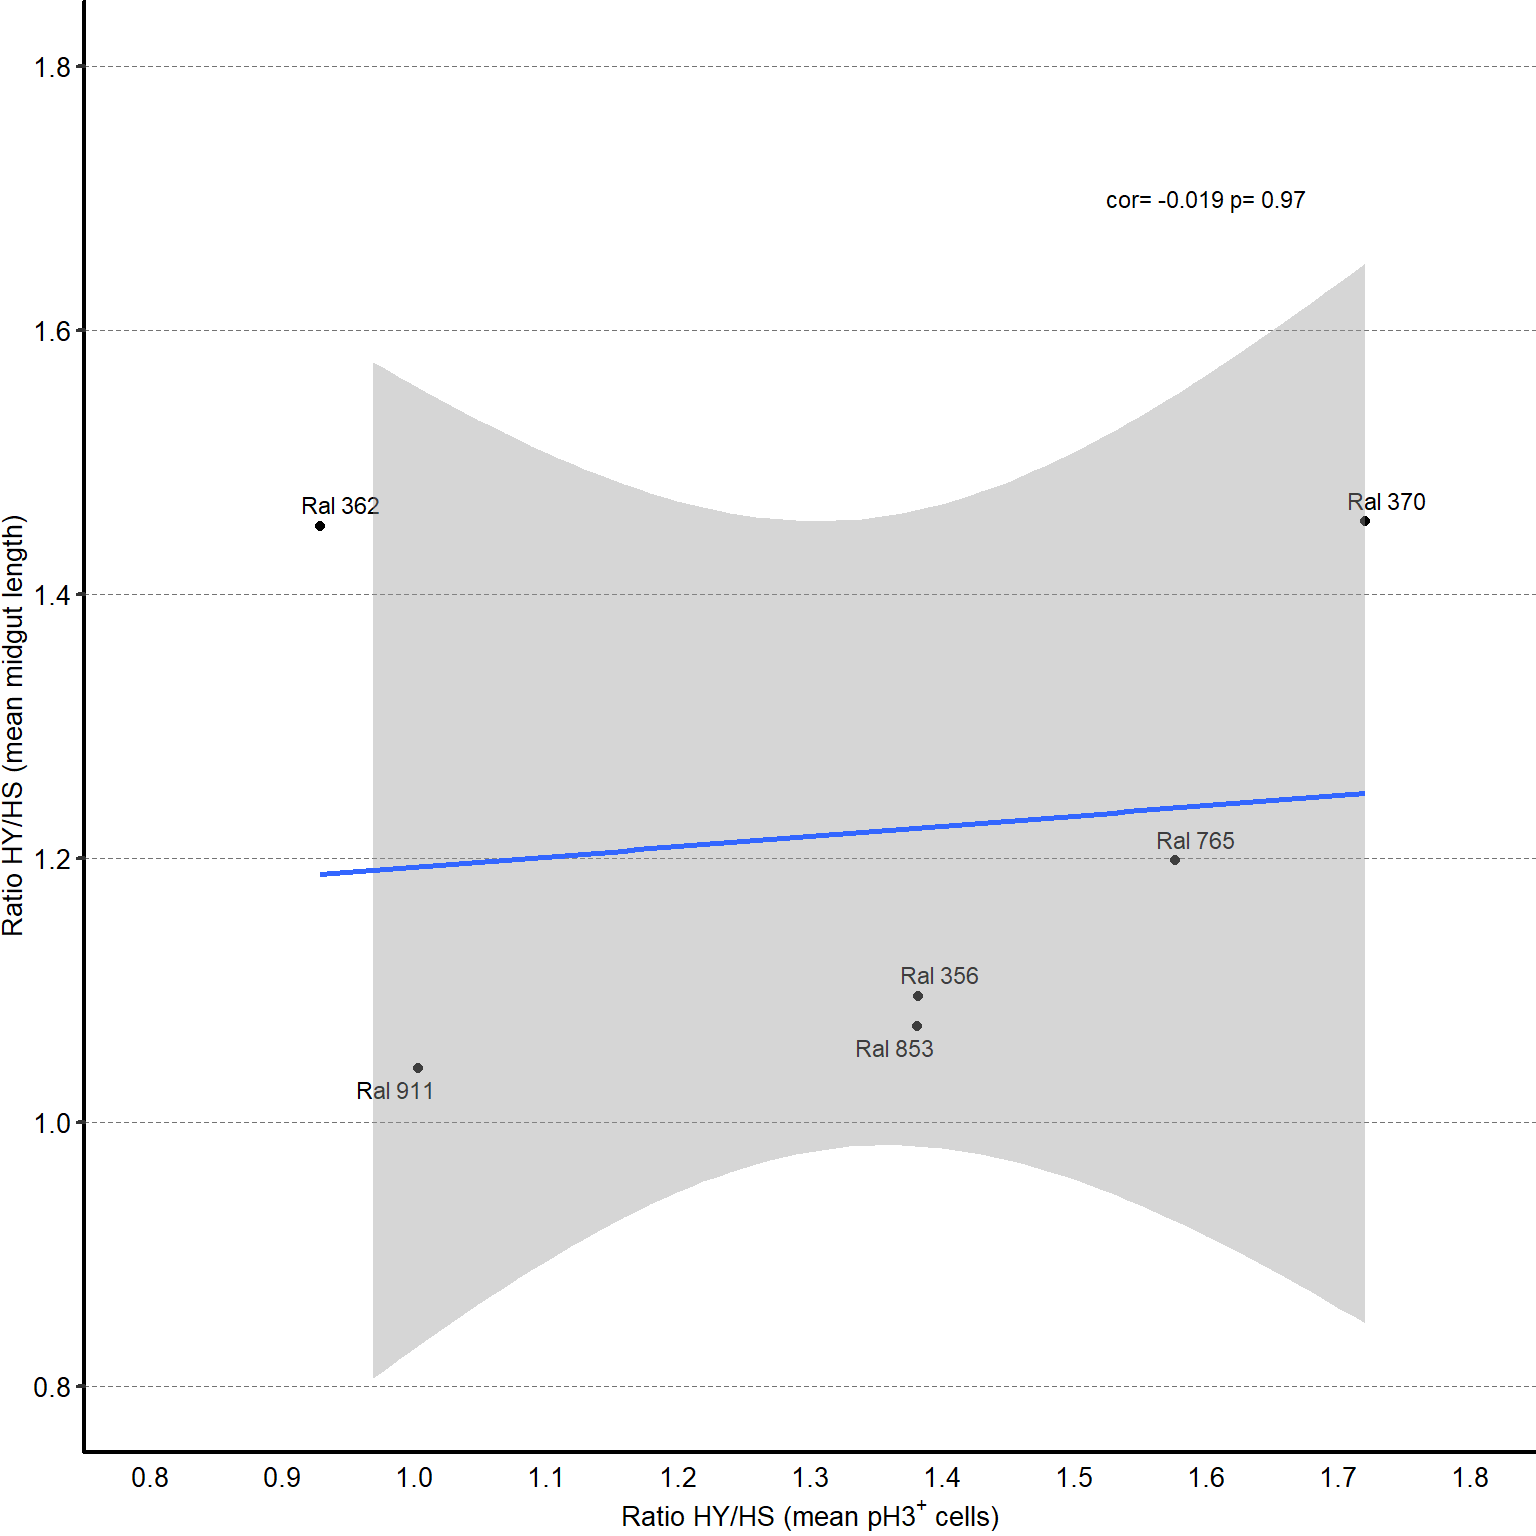 1.8
cor= -0.019 p= 0.97
1.6
Ral 362
Ral 370
1.4
Ratio HY/HS (mean midgut length)
Ral 765
1.2
Ral 356
Ral 853
Ral 911
1.0
0.8
0.8 0.9 1.0 1.1 1.2 1.3 1.4 1.5 1.6 1.7 1.8
Ratio HY/HS (mean pH3⁺ cells)